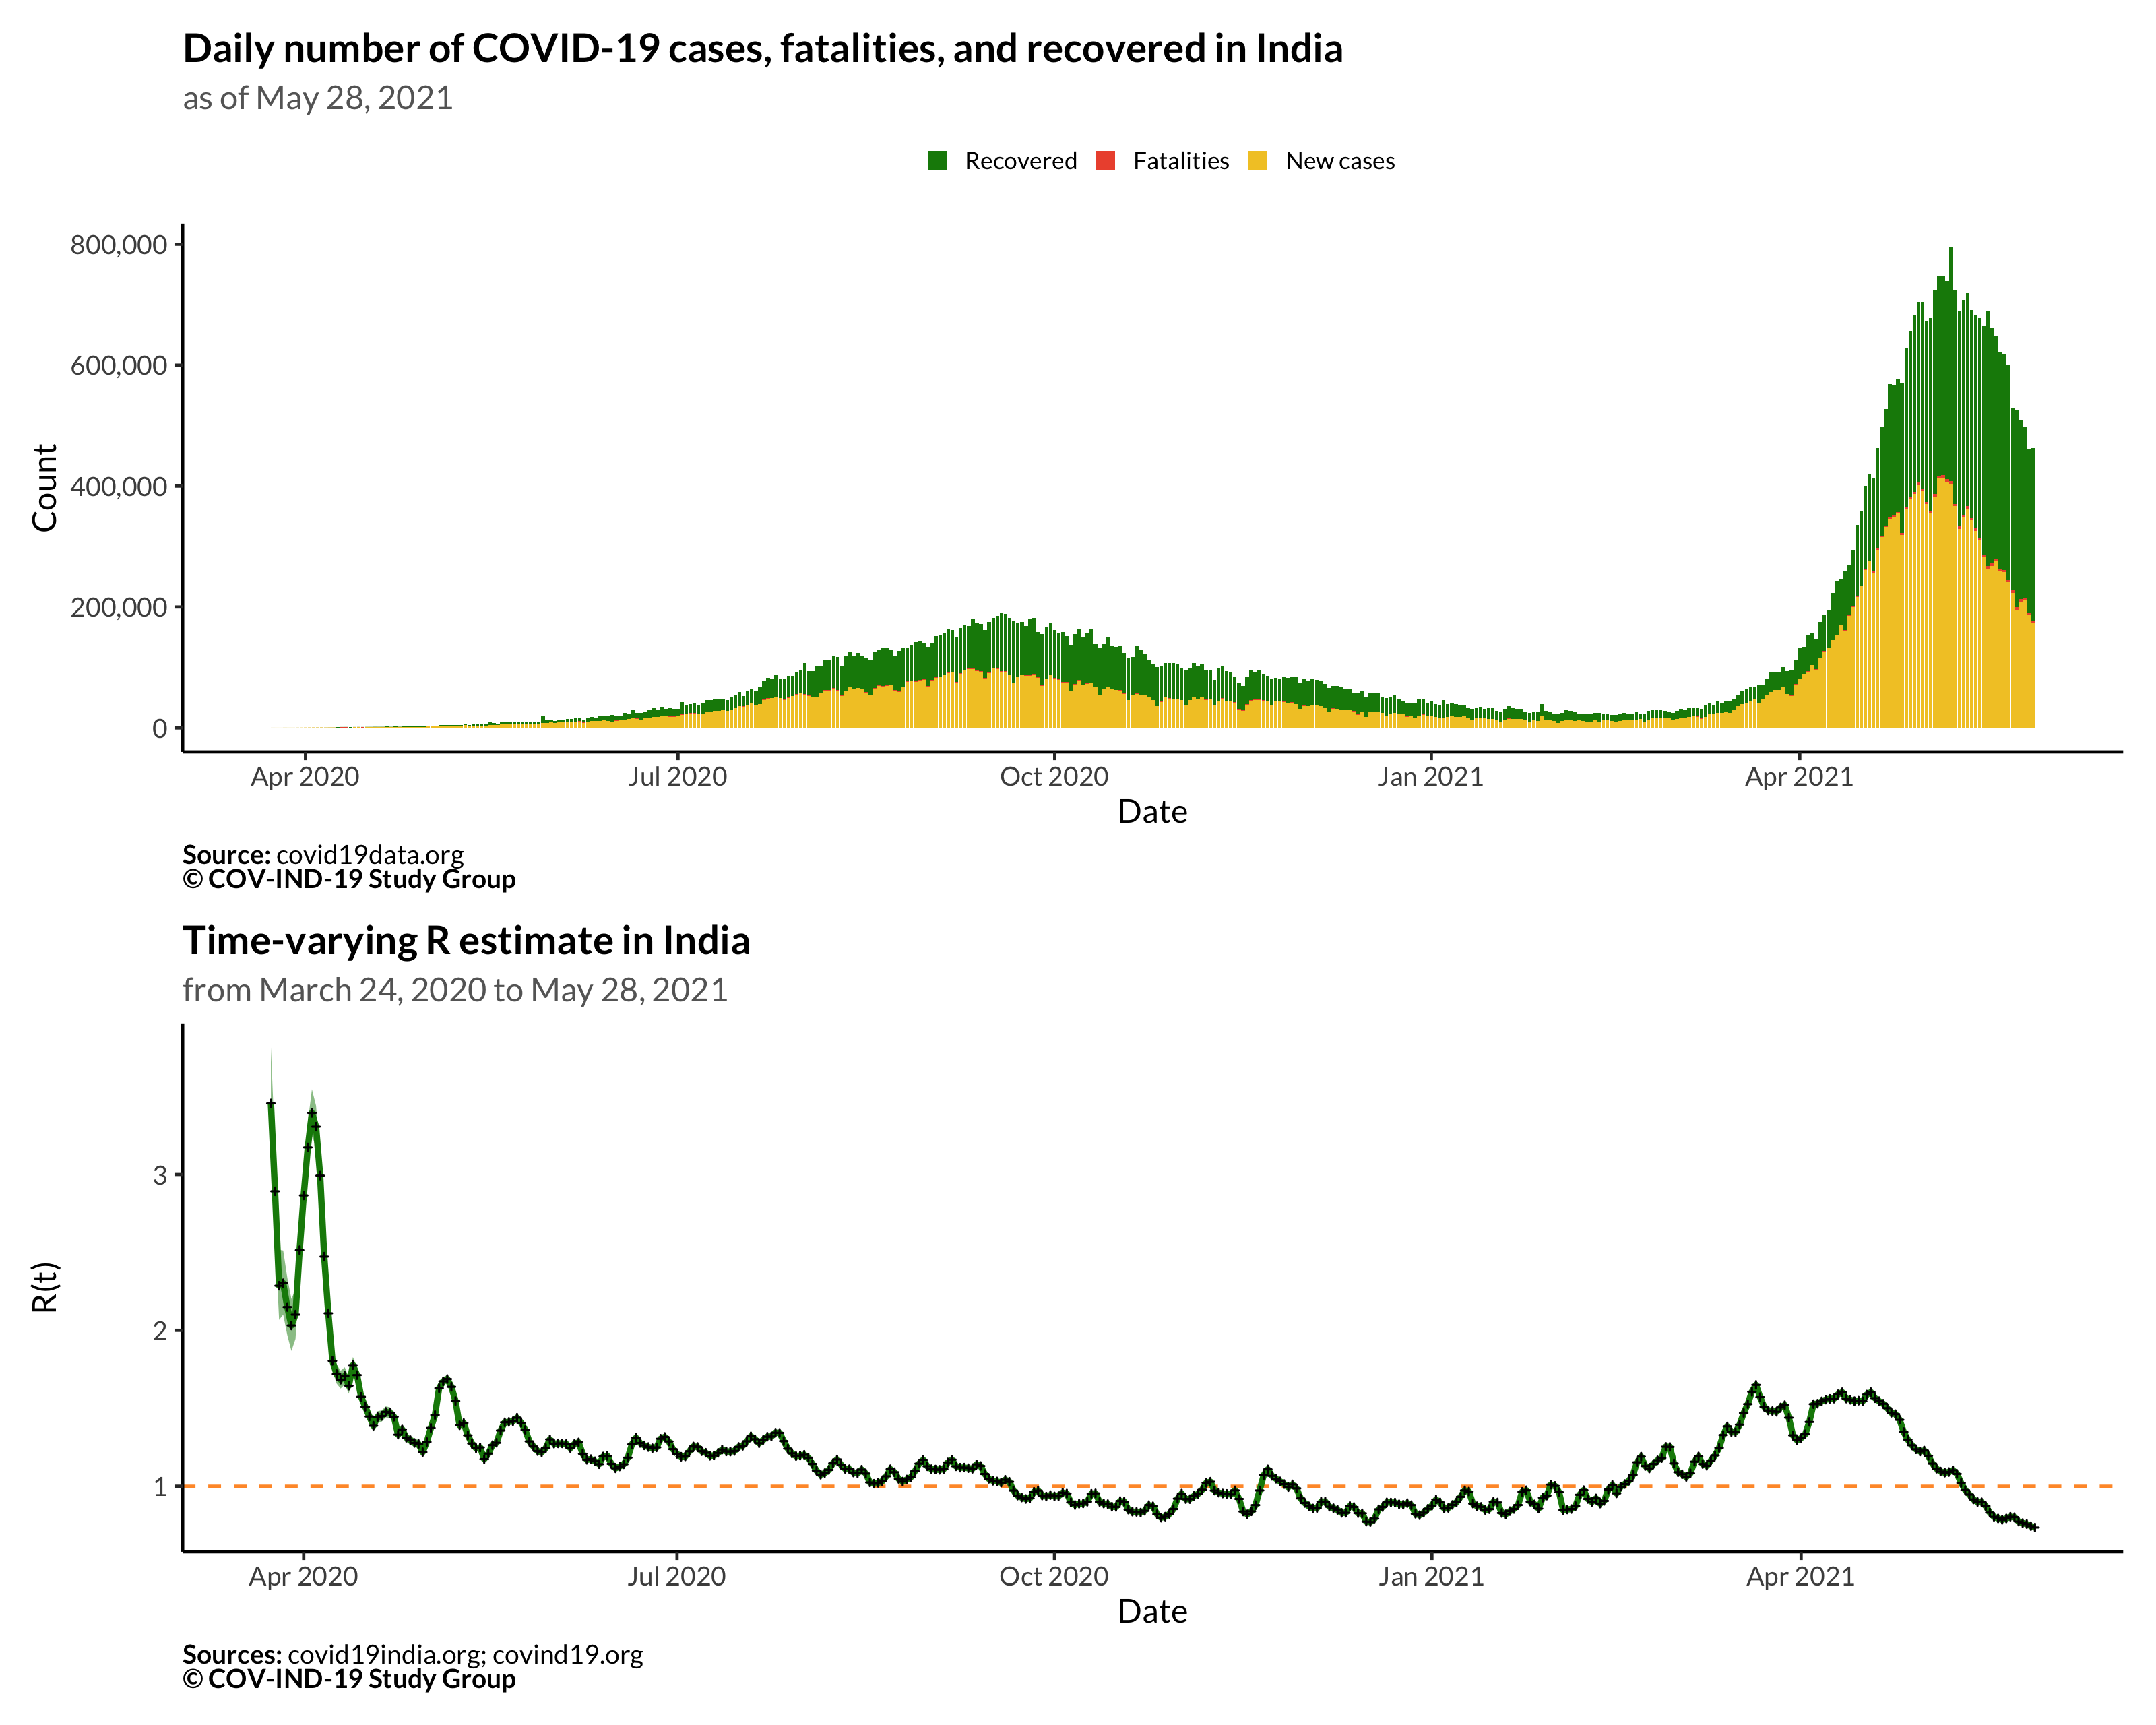 Daily number of COVID-19 cases, fatalities, and recovered in India
as of May 28, 2021
Recovered Fatalities New cases
Count
800,000
600,000
400,000
200,000
0
Apr 2020 Jul 2020 Oct 2020 Jan 2021 Apr 2021
Date
Source: covid19data.org
© COV-IND-19 Study Group
Time-varying R estimate in India
from March 24, 2020 to May 28, 2021
R(t)
3
2
1
Apr 2020 Jul 2020 Oct 2020 Jan 2021 Apr 2021
Date
Sources: covid19india.org; covind19.org
© COV-IND-19 Study Group